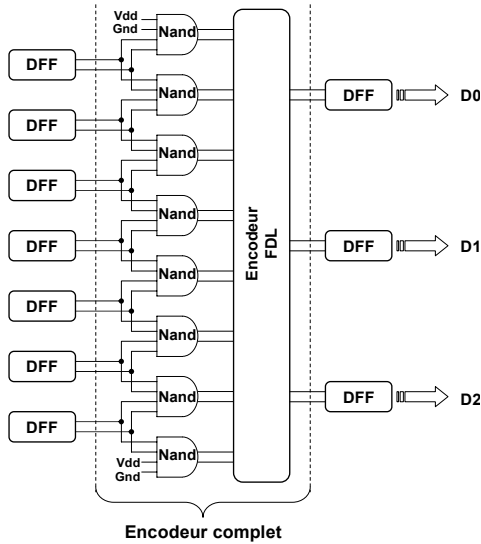 Vdd
Gnd
Nand
DFF
Nand
DFF
D0
DFF
Nand
DFF
Nand
Encodeur
FDL
DFF
DFF
D1
Nand
DFF
Nand
DFF
Nand
DFF
D2
DFF
Nand
Vdd
Gnd
Encodeur complet